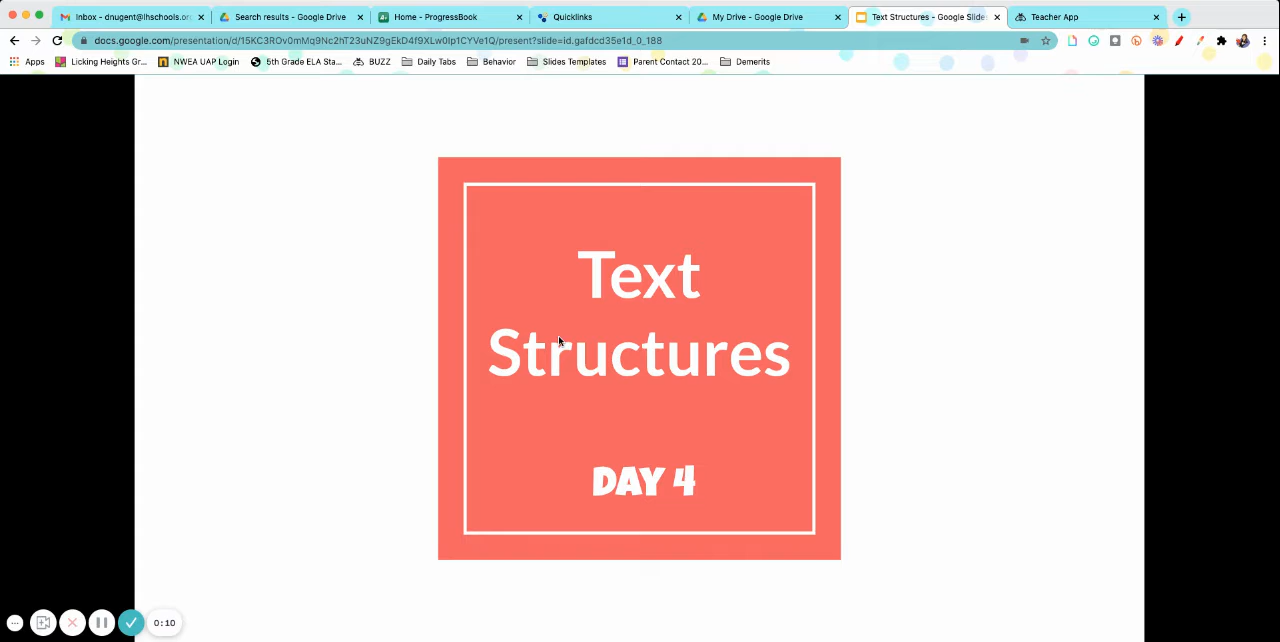 Inbox - dnugent@lhschools.or
Search results - Google Drive
Home - ProgressBook
Quicklinks
My Drive - Google Drive
Text Structures - Google Slide
Teacher App
docs.google.com/presentation/d/15KC3ROv0mMq9Nc2hT23uNZ9gEkD4f9XLw0Ip1CYVe1Q/present?slide=id.gafdcd35e1d_0_188
Apps
Licking Heights Gr...
NWEA UAP Login
5th Grade ELA Sta...
BUZZ
Daily Tabs
Behavior
Slides Templates
Parent Contact 20...
Demerits
Text
Structures
DAY 4
0:10